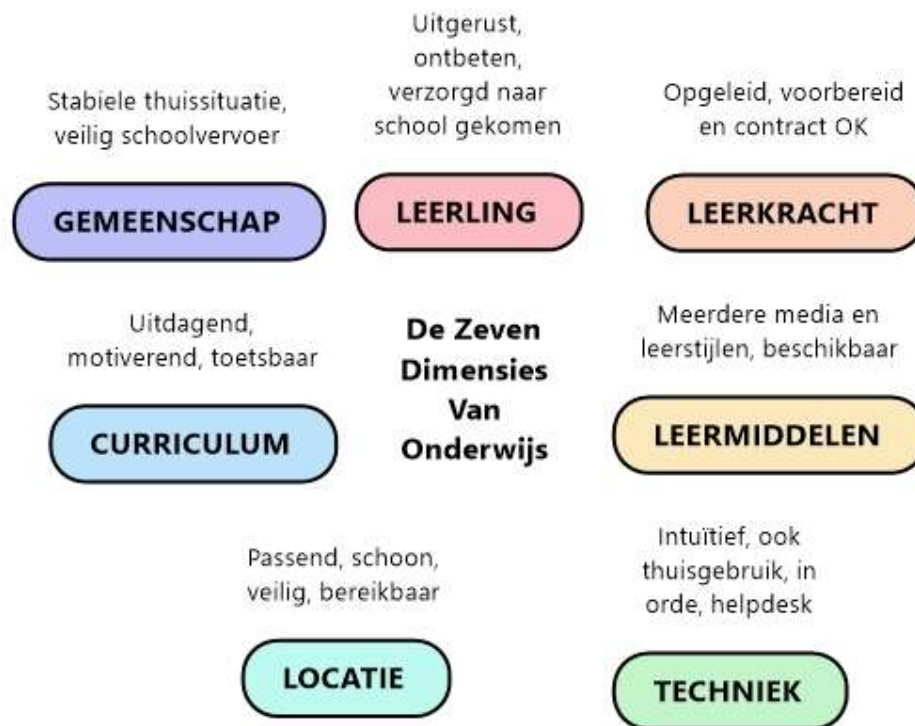 Stabiele thuissituatie,
veilig schoolvervoer
GEMEENSCHAP
Uitgerust,
ontbeten,
verzorgd naar
school gekomen
LEERLING
Opgeleid, voorbereid
en contract OK
LEERKRACHT
Uitdagend,
motiverend, toetsbaar
CURRICULUM
De Zeven
Dimensies
Van
Onderwijs
Meerdere media en
leerstijlen, beschikbaar
LEERMIDDELEN
Passend, schoon,
veilig, bereikbaar
LOCATIE
Intuïtief, ook
thuisgebruik, in
orde, helpdesk
TECHNIEK